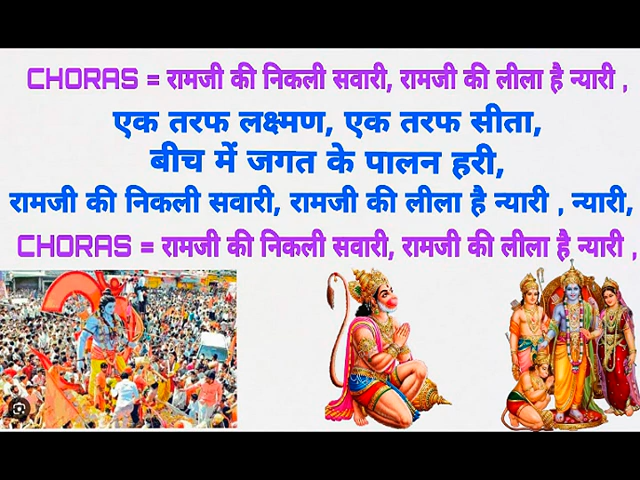 CHORAS = रामजी की निकली सवारी, रामजी की लीला है न्यारी ,
एक तरफ लक्ष्मण, एक तरफ सीता,
बीच में जगत के पालन हरी,
रामजी की निकली सवारी, रामजी की लीला है न्यारी , न्यारी,
CHORAS = रामजी की निकली सवारी, रामजी की लीला है न्यारी ,